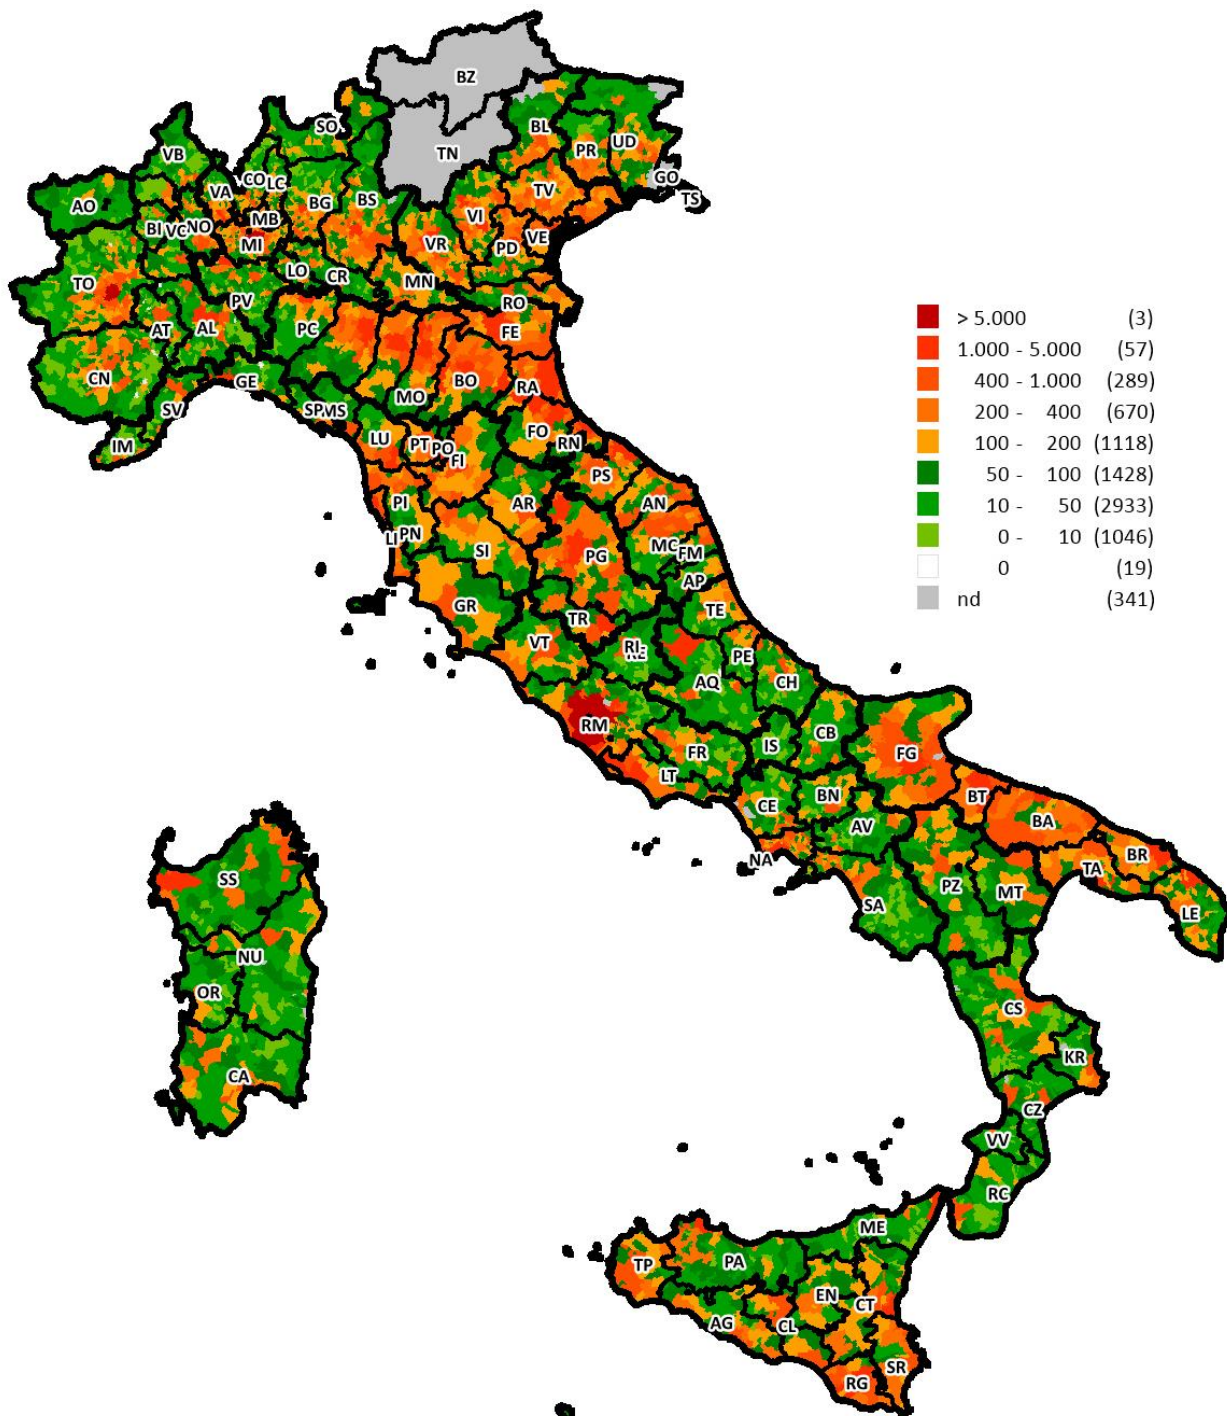 BZ
SO
BL
UD
PR
TN
VB
CO
LC
GO
VA
TV
TS
AO
BG
BS
VI
MB
BI
VC
NO
VE
MI
VR
PD
LO
CR
MN
TO
PV
RO
AT
AL
PC
FE
CN
GE
BO
RA
SV
MO
SP
MS
FO
IM
LU
PT
PO
RN
FI
PS
PI
AR
AN
LI
PN
SI
MC
FM
PG
AP
GR
TR
TE
VT
RI
PE
AQ
CH
RM
CB
IS
FR
FG
LT
CE
BN
BT
BA
AV
NA
BR
TA
SS
PZ
MT
SA
LE
NU
OR
CS
CA
KR
CZ
VV
RC
ME
TP
PA
EN
CT
AG
CL
SR
RG
> 5.000 (3)
1.000 - 5.000 (57)
400 - 1.000 (289)
200 - 400 (670)
100 - 200 (1118)
50 - 100 (1428)
10 - 50 (2933)
0 - 10 (1046)
0 (19)
nd (341)